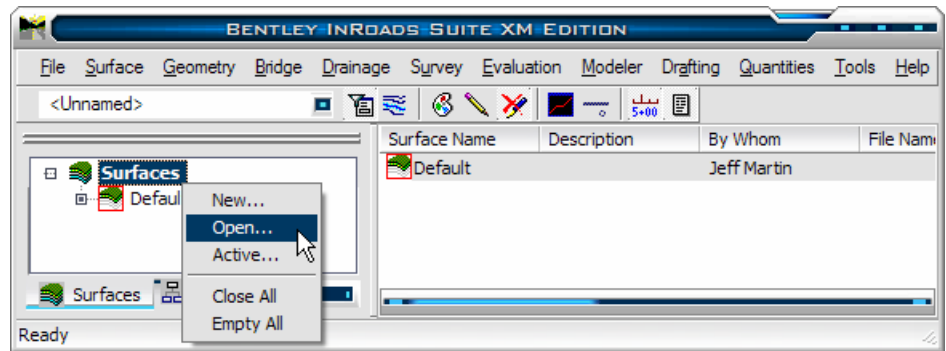 BENTLEY INROADS SUITE XM EDITION
File Surface Geometry Bridge Drainage Survey Evaluation Modeler Drafting Quantities Tools Help
<Unnamed> 5+00
Surface Name Description By Whom File Nam
Surfaces
Default Jeff Martin
Defaul
New...
Open...
Active...
Close All
Empty All
Surfaces
Ready